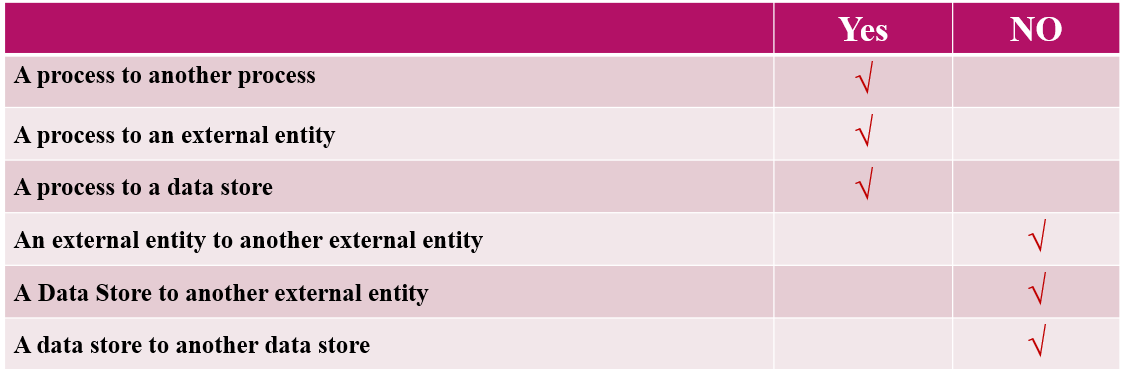 Yes NO
A process to another process √
A process to an external entity √
A process to a data store √
An external entity to another external entity √
A Data Store to another external entity √
A data store to another data store √